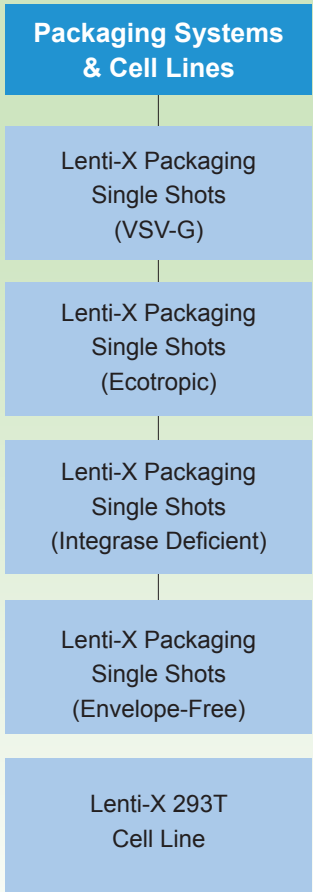 Packaging Systems
& Cell Lines
Lenti-X Packaging
Single Shots
(VSV-G)
Lenti-X Packaging
Single Shots
(Ecotropic)
Lenti-X Packaging
Single Shots
(Integrase Deficient)
Lenti-X Packaging
Single Shots
(Envelope-Free)
Lenti-X 293T
Cell Line